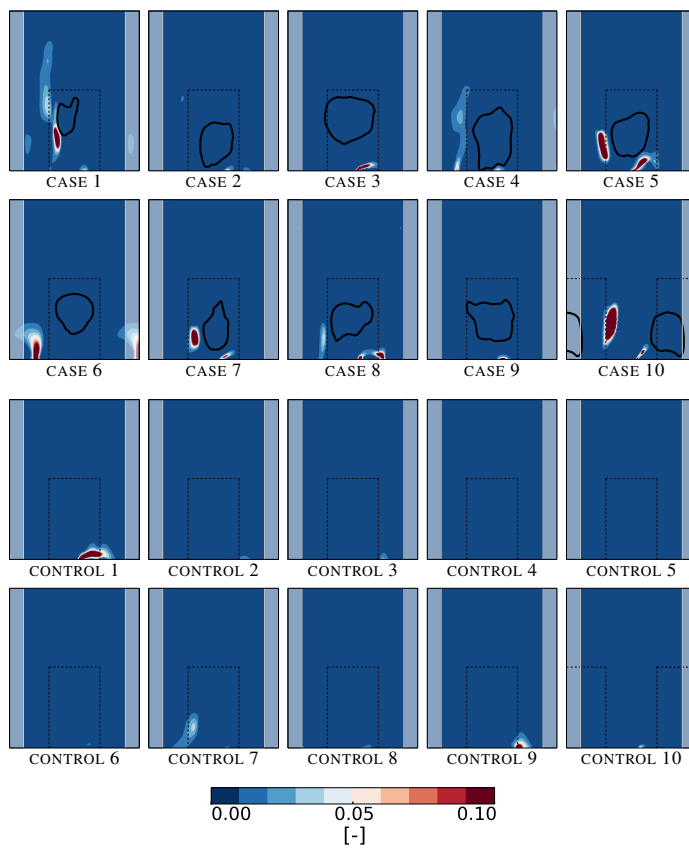 CASE 1 CASE 2 CASE 3 CASE 4 CASE 5
CASE 6 CASE 7 CASE 8 CASE 9 CASE 10
CONTROL 1 CONTROL 2 CONTROL 3 CONTROL 4 CONTROL 5
CONTROL 6 CONTROL 7 CONTROL 8 CONTROL 9 CONTROL 10
0.00 0.05 0.10
[-]